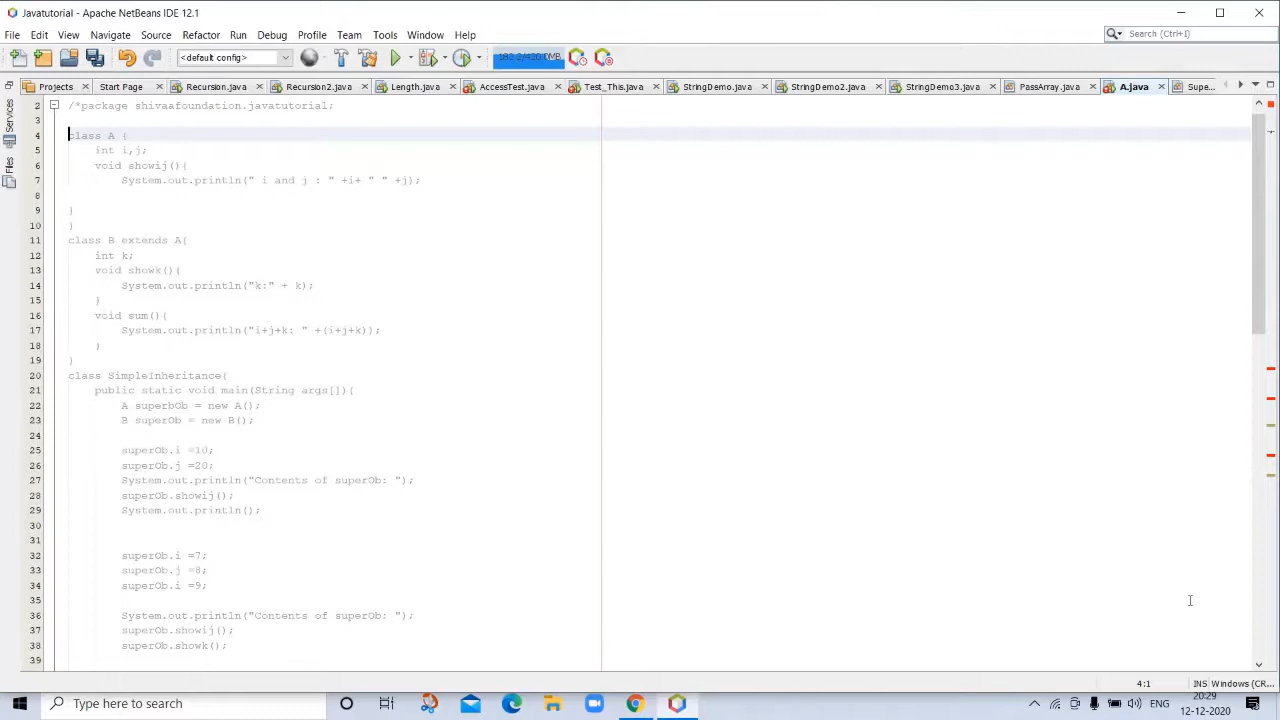 Javatutorial - Apache NetBeans IDE 12.1
File Edit View Navigate Source Refactor Run Debug Profile Team Tools Window Help
Search (Ctrl+I)
<default config>
182.2/420.0MB
Projects Start Page Recursion.java Recursion2.java Length.java AccessTest.java Test_This.java StringDemo.java StringDemo2.java StringDemo3.java PassArray.java A.java Supe...
Services
Files
2 /*package shivaafoundation.javatutorial;
3
4 class A {
5 int i,j;
6 void showij(){
7 System.out.println(" i and j : " +i+ " " +j);
8
9 }
10 }
11 class B extends A{
12 int k;
13 void showk(){
14 System.out.println("k:" + k);
15 }
16 void sum(){
17 System.out.println("i+j+k: " +(i+j+k));
18 }
19 }
20 class SimpleInheritance{
21 public static void main(String args[]){
22 A superbOb = new A();
23 B superOb = new B();
24
25 superOb.i =10;
26 superOb.j =20;
27 System.out.println("Contents of superOb: ");
28 superOb.showij();
29 System.out.println();
30
31
32 superOb.i =7;
33 superOb.j =8;
34 superOb.i =9;
35
36 System.out.println("Contents of superOb: ");
37 superOb.showij();
38 superOb.showk();
39
4:1 INS Windows (CR...
Type here to search
ENG
20:29
12-12-2020